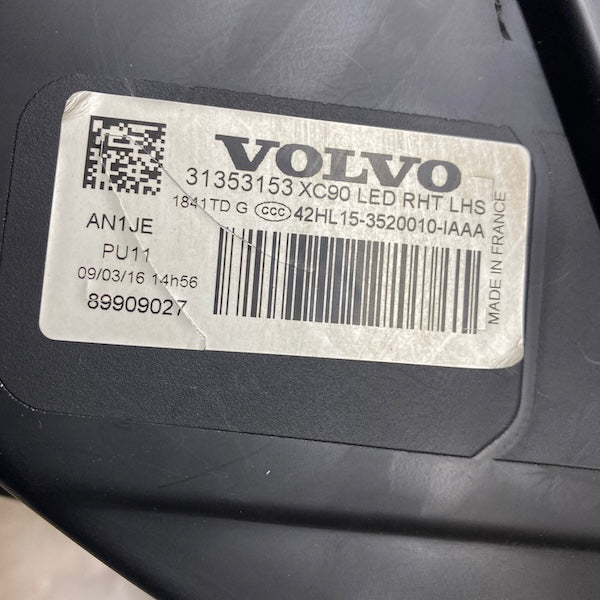 VOLVO
31353153 XC90 LED RHT LHS
1841TD G CCC 42HL15-3520010-IAAA
AN1JE
PU11
09/03/16 14h56
89909027
MADE IN FRANCE